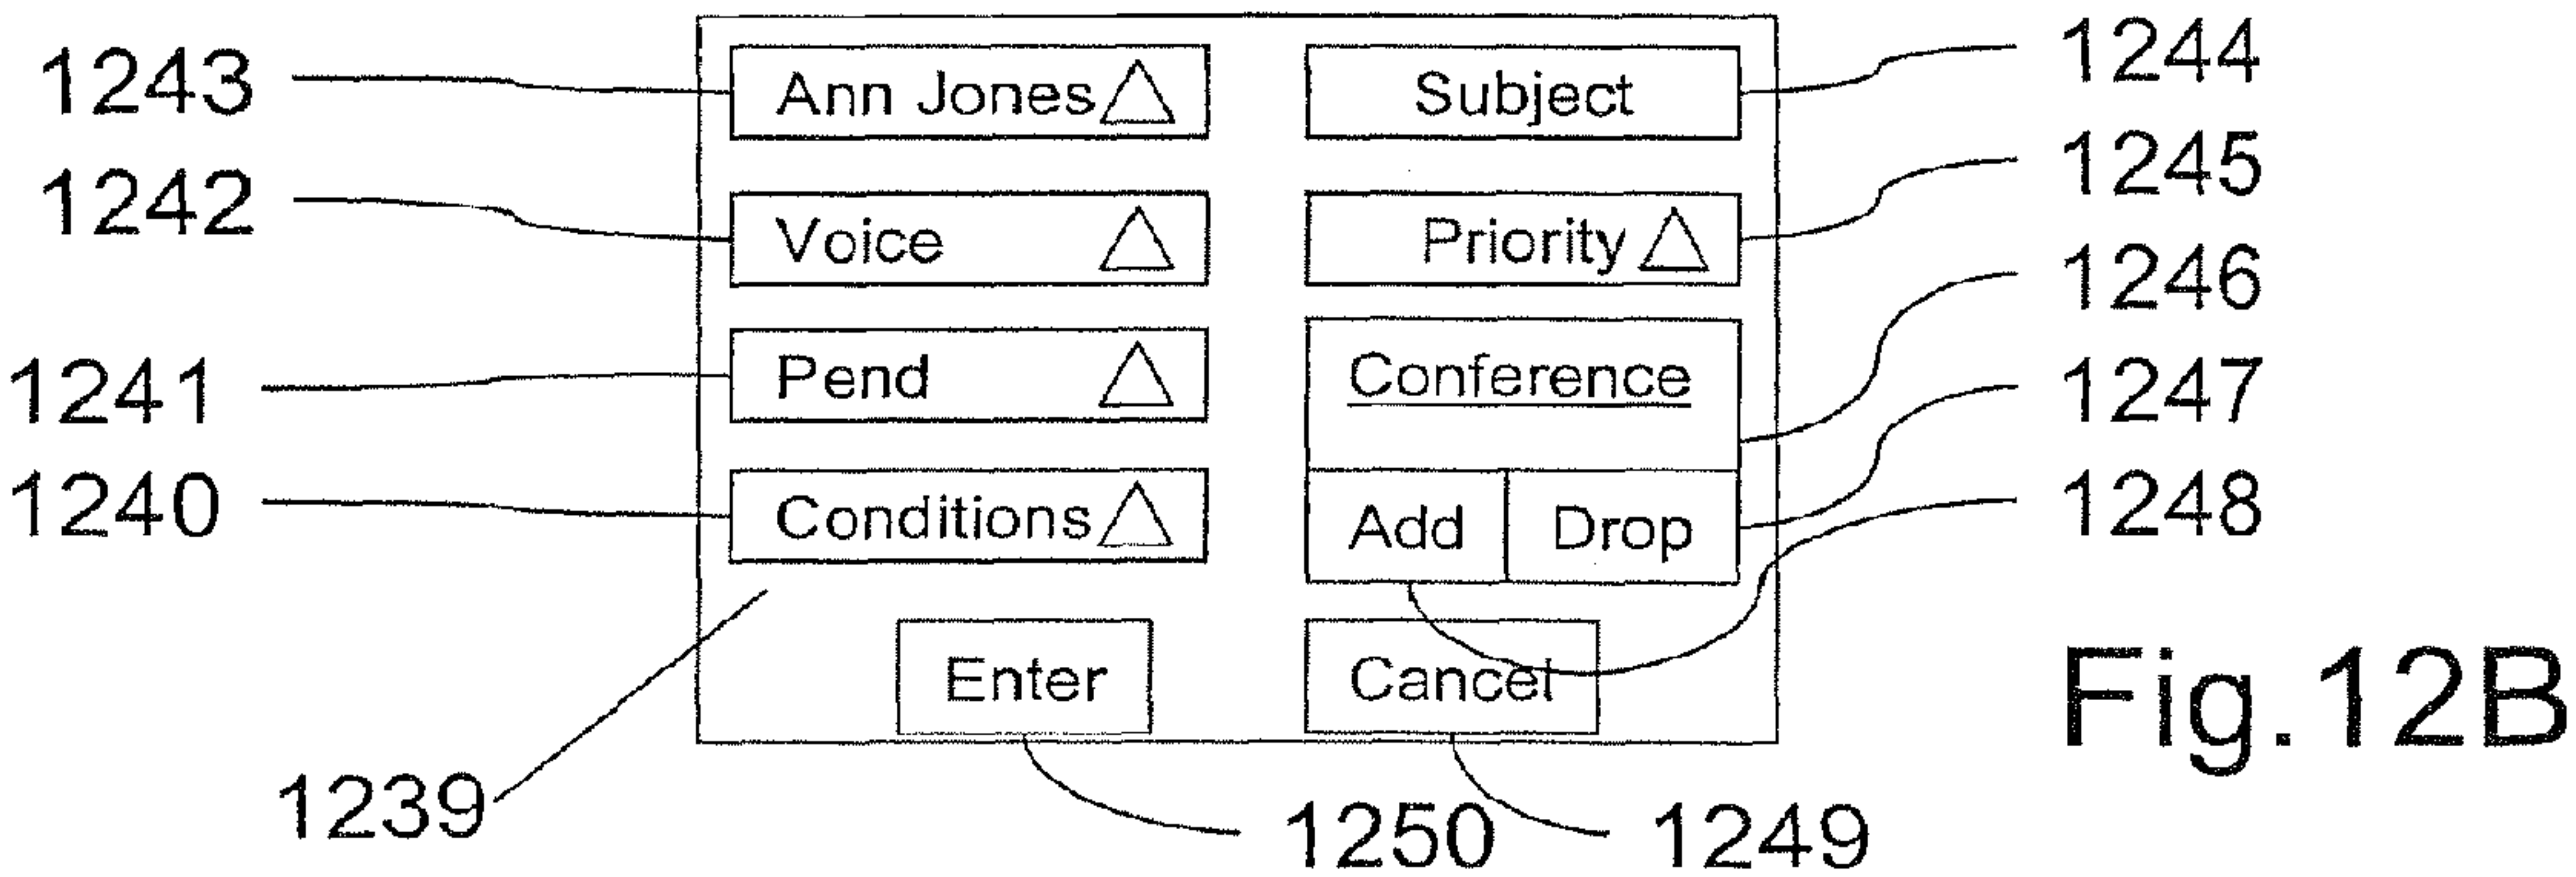 1243 Ann Jones Subject 1244
1242 Voice Priority 1245
1246
1241 Pend Conference 1247
1240 Conditions Add Drop 1248
Enter Cancel
Fig.12B
1239 1250 1249